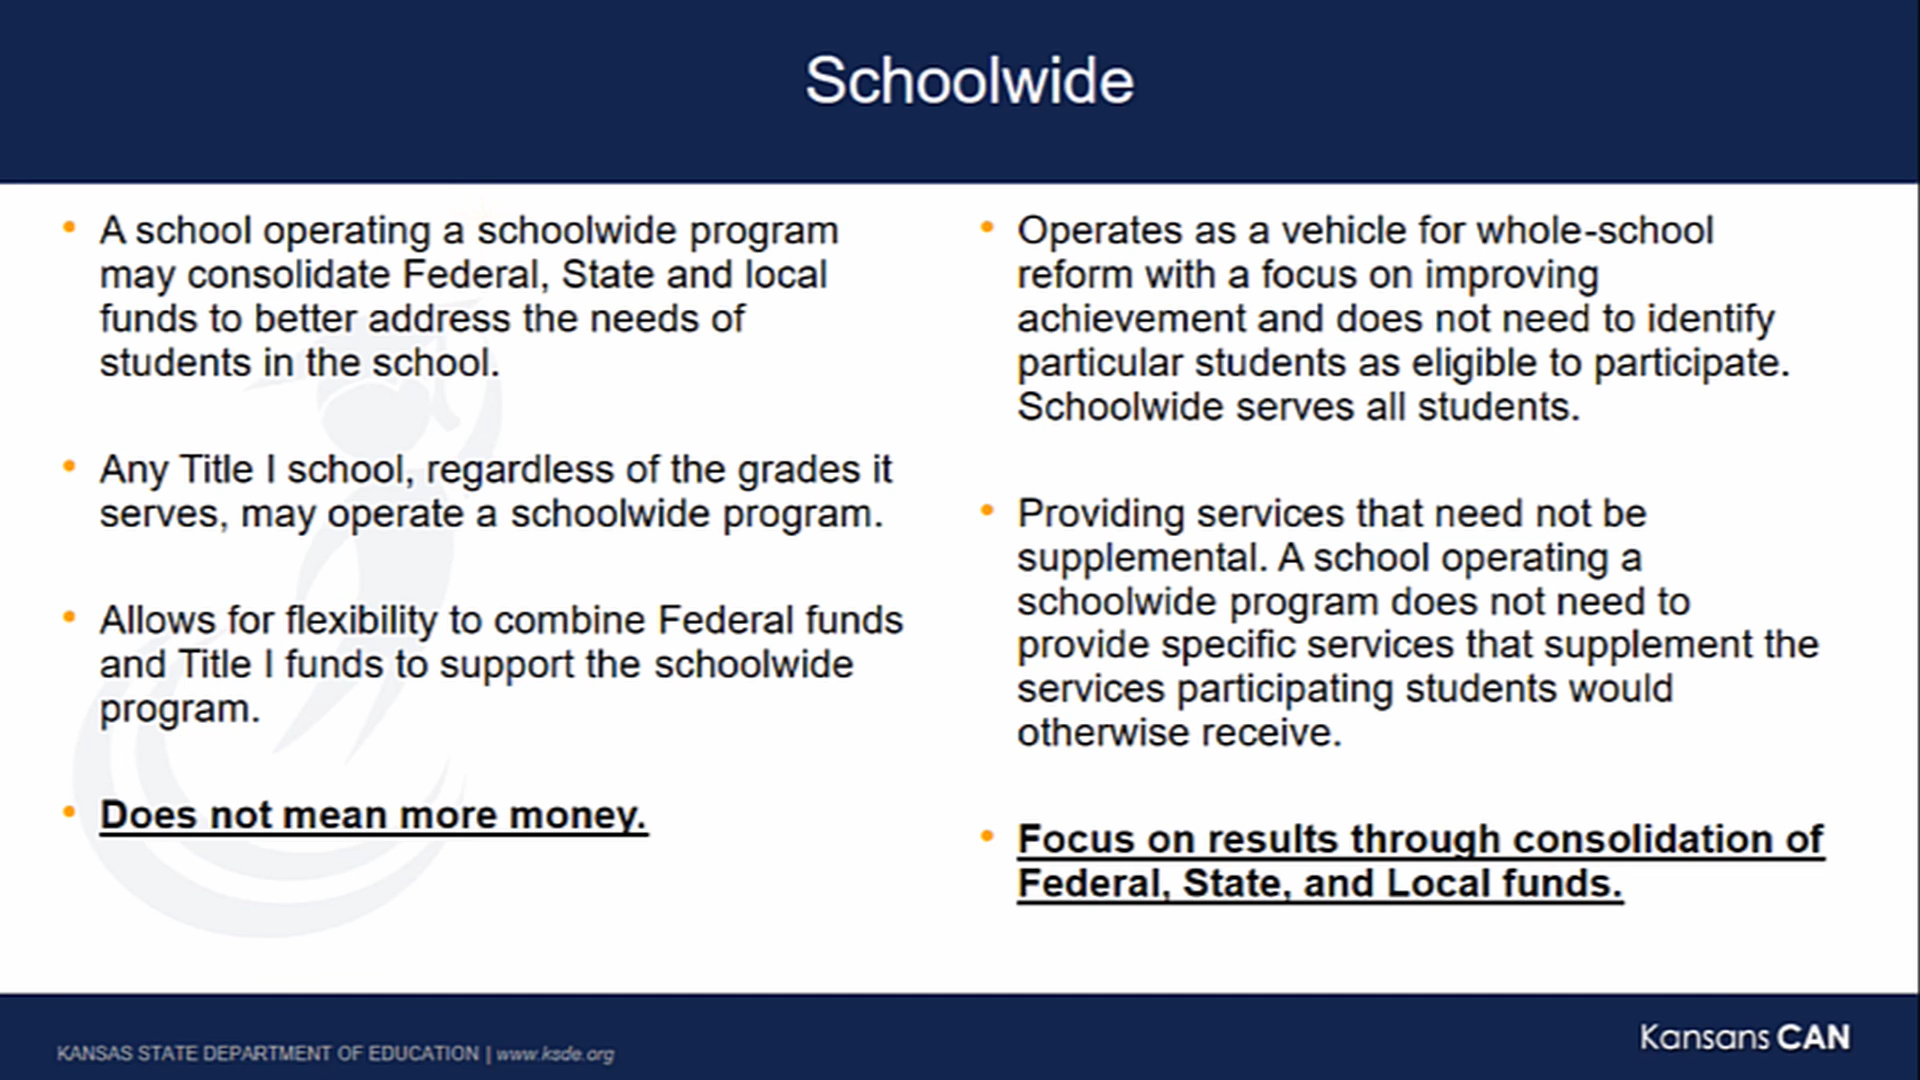 Schoolwide
• A school operating a schoolwide program
may consolidate Federal, State and local
funds to better address the needs of
students in the school.
• Any Title I school, regardless of the grades it
serves, may operate a schoolwide program.
• Allows for flexibility to combine Federal funds
and Title I funds to support the schoolwide
program.
• Does not mean more money.
• Operates as a vehicle for whole-school
reform with a focus on improving
achievement and does not need to identify
particular students as eligible to participate.
Schoolwide serves all students.
• Providing services that need not be
supplemental. A school operating a
schoolwide program does not need to
provide specific services that supplement the
services participating students would
otherwise receive.
• Focus on results through consolidation of
Federal, State, and Local funds.
KANSAS STATE DEPARTMENT OF EDUCATION | www.ksde.org
Kansans CAN